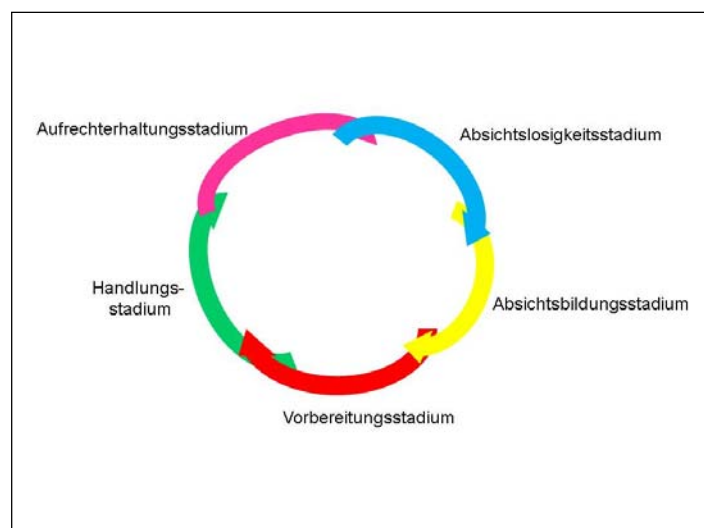 Aufrechterhaltungsstadium
Absichtslosigkeitsstadium
Handlungs-
stadium
Absichtsbildungsstadium
Vorbereitungsstadium